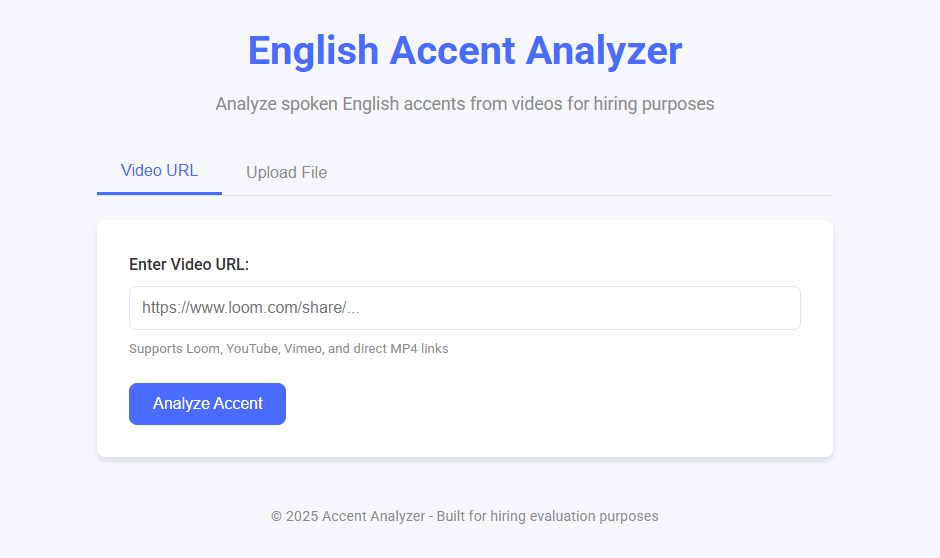 English Accent Analyzer
Analyze spoken English accents from videos for hiring purposes
Video URL
Upload File
Enter Video URL:
https://www.loom.com/share/...
Supports Loom, YouTube, Vimeo, and direct MP4 links
Analyze Accent
© 2025 Accent Analyzer - Built for hiring evaluation purposes